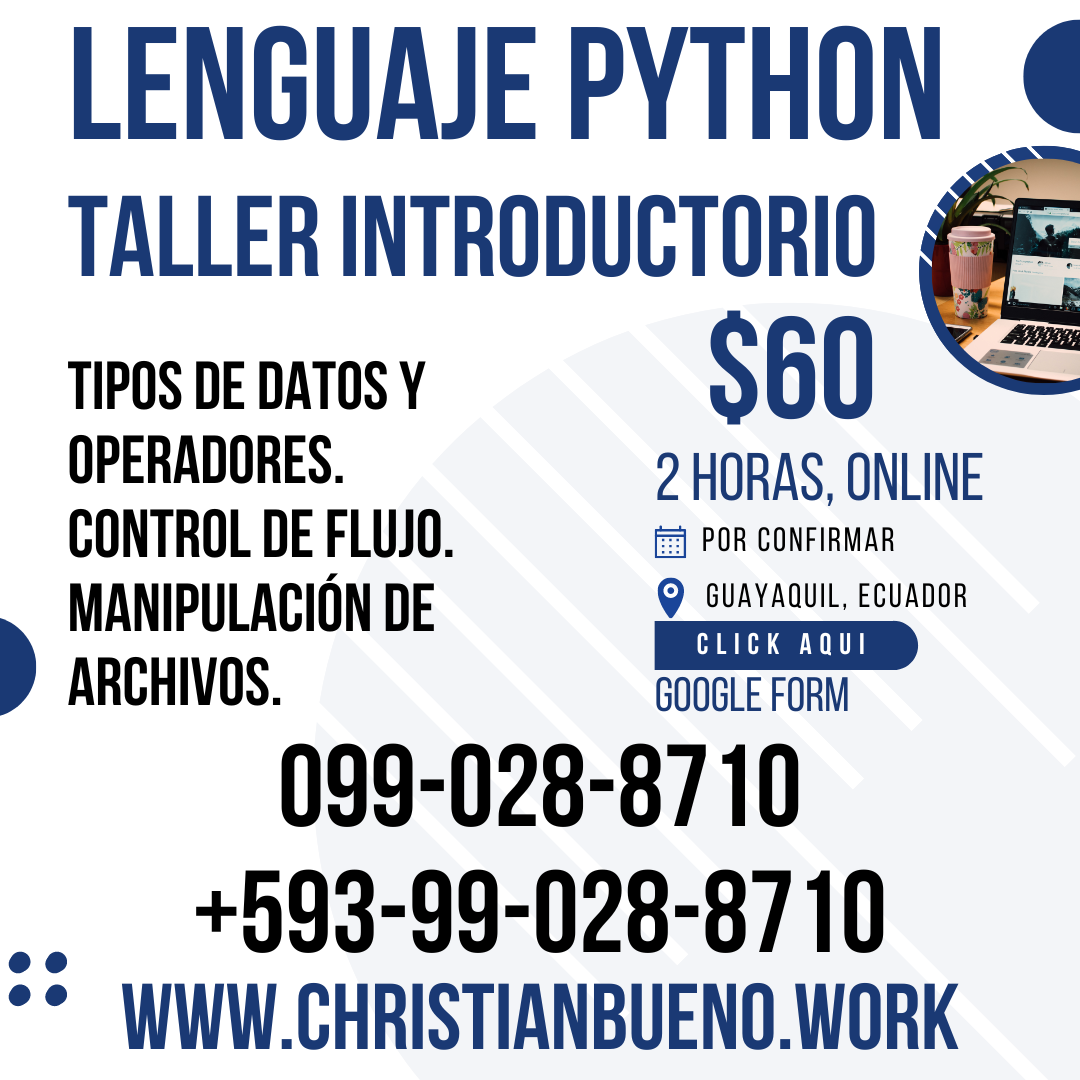 LENGUAJE PYTHON
TALLER INTRODUCTORIO
TIPOS DE DATOS Y
OPERADORES.
CONTROL DE FLUJO.
MANIPULACIÓN DE
ARCHIVOS.
$60
2 HORAS, ONLINE
POR CONFIRMAR
GUAYAQUIL, ECUADOR
CLICK AQUI
GOOGLE FORM
099-028-8710
+593-99-028-8710
WWW.CHRISTIANBUENO.WORK